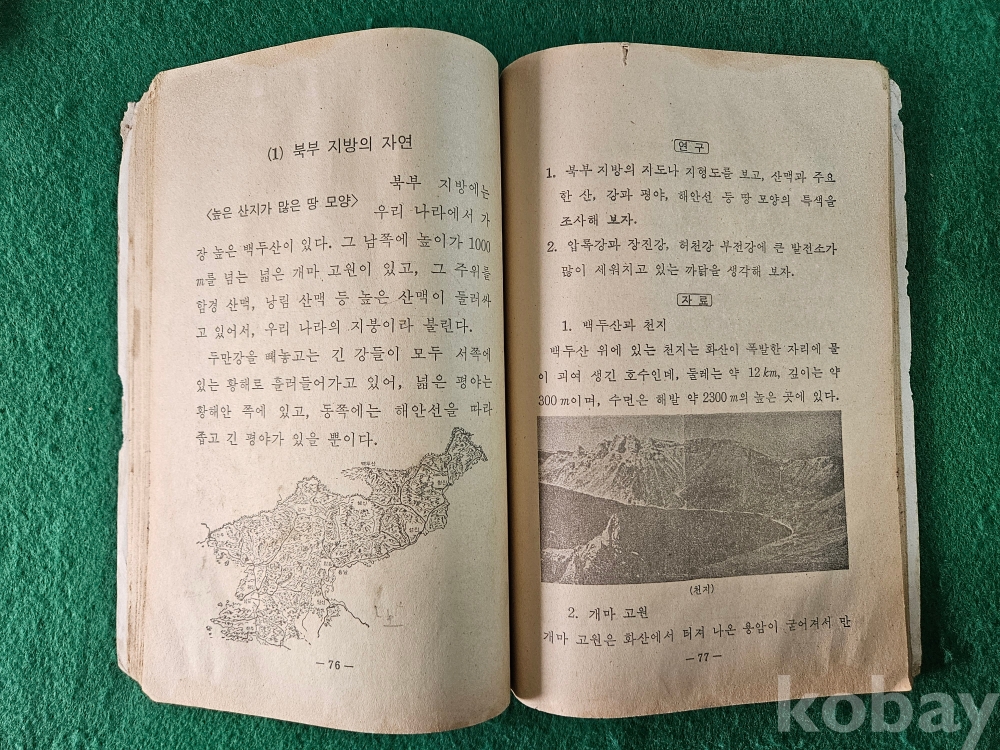 (1) 북부 지방의 자연
〈높은 산지가 많은 땅 모양〉
북부 지방에는
우리 나라에서 가
장 높은 백두산이 있다. 그 남쪽에 높이가 1000
m를 넘는 넓은 개마 고원이 있고, 그 주위를
함경 산맥, 낭림 산맥 등 높은 산맥이 둘러싸
고 있어서, 우리 나라의 지붕이라 불린다.
두만강을 빼놓고는 긴 강들이 모두 서쪽에
있는 황해로 흘러들어가고 있어, 넓은 평야는
황해안 쪽에 있고, 동쪽에는 해안선을 따라
좁고 긴 평야가 있을 뿐이다.
백두산
— 76 —
연구
1. 북부 지방의 지도나 지형도를 보고, 산맥과 주요
한 산, 강과 평야, 해안선 등 땅 모양의 특색을
조사해 보자.
2. 압록강과 장진강, 허천강 부전강에 큰 발전소가
많이 세워지고 있는 까닭을 생각해 보자.
자료
1. 백두산과 천지
백두산 위에 있는 천지는 화산이 폭발한 자리에 물
이 괴여 생긴 호수인데, 둘레는 약 12km, 깊이는 약
300m이며, 수면은 해발 약 2300m의 높은 곳에 있다.
(천지)
2. 개마 고원
개마 고원은 화산에서 터져 나온 용암이 굳어져서 만
— 77 —
kobay